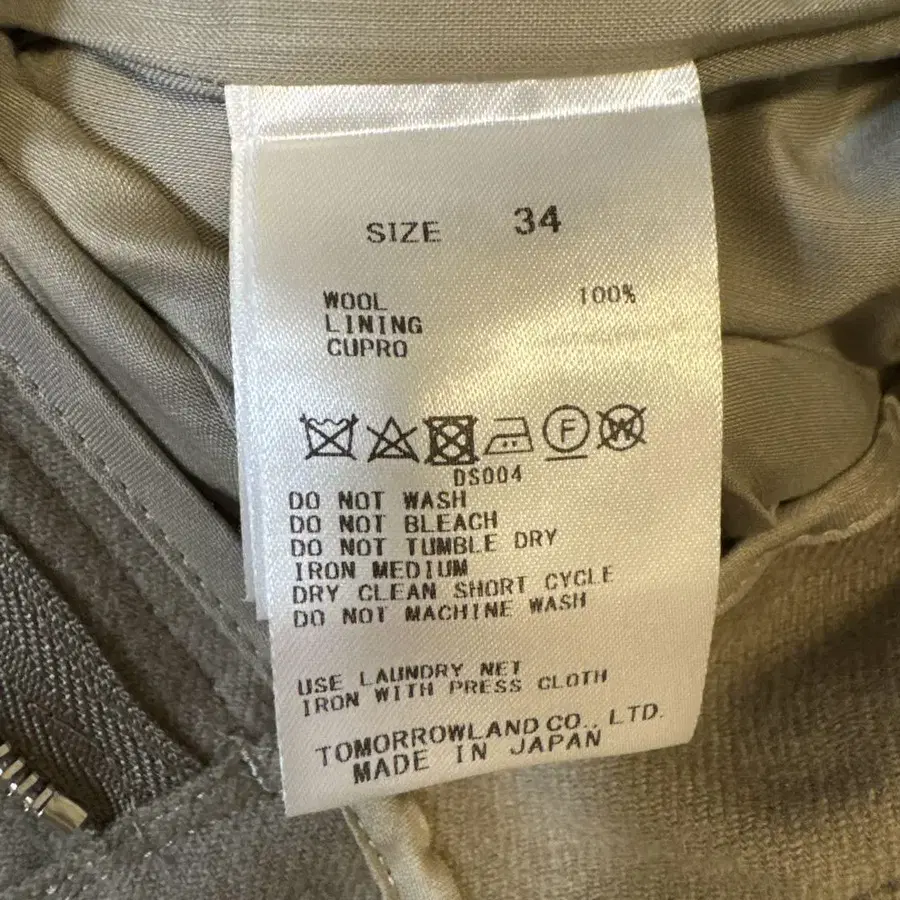 SIZE 34
WOOL 100%
LINING
CUPRO
F W
DS004
DO NOT WASH
DO NOT BLEACH
DO NOT TUMBLE DRY
IRON MEDIUM
DRY CLEAN SHORT CYCLE
DO NOT MACHINE WASH
USE LAUNDRY NET
IRON WITH PRESS CLOTH
TOMORROWLAND CO., LTD.
MADE IN JAPAN